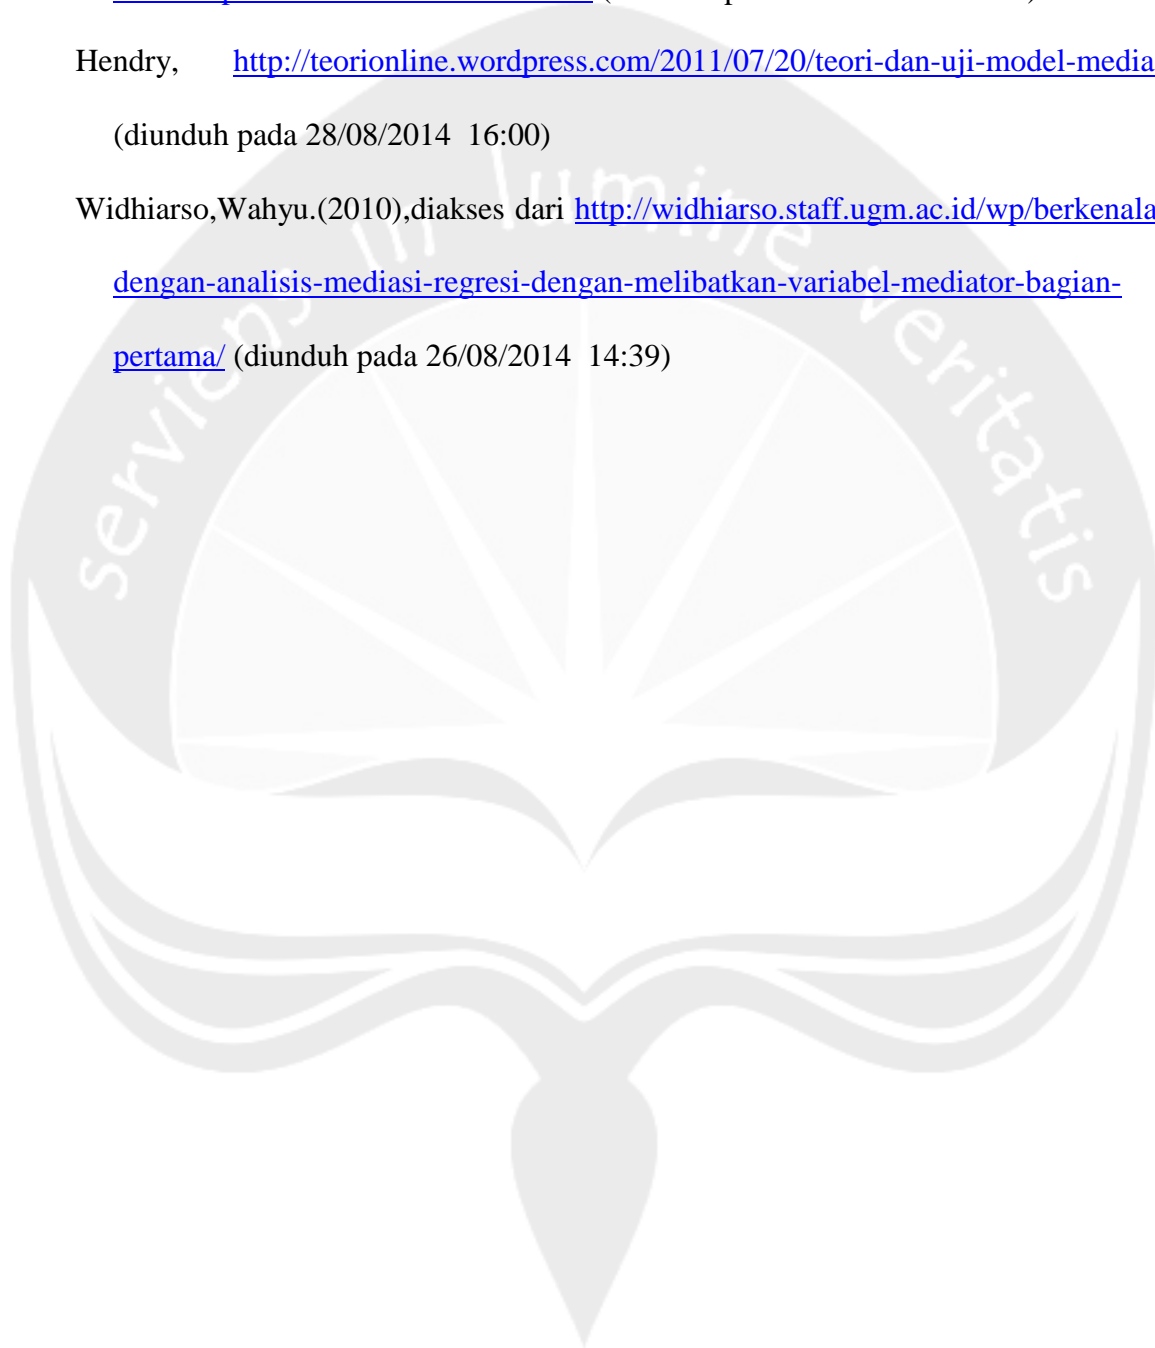 Hendry, http://teorionline.wordpress.com/2011/07/20/teori-dan-uji-model-media
(diunduh pada 28/08/2014 16:00)
Widhiarso,Wahyu.(2010),diakses dari http://widhiarso.staff.ugm.ac.id/wp/berkenala
dengan-analisis-mediasi-regresi-dengan-melibatkan-variabel-mediator-bagian-
pertama/ (diunduh pada 26/08/2014 14:39)
serviens in lumine veritatis